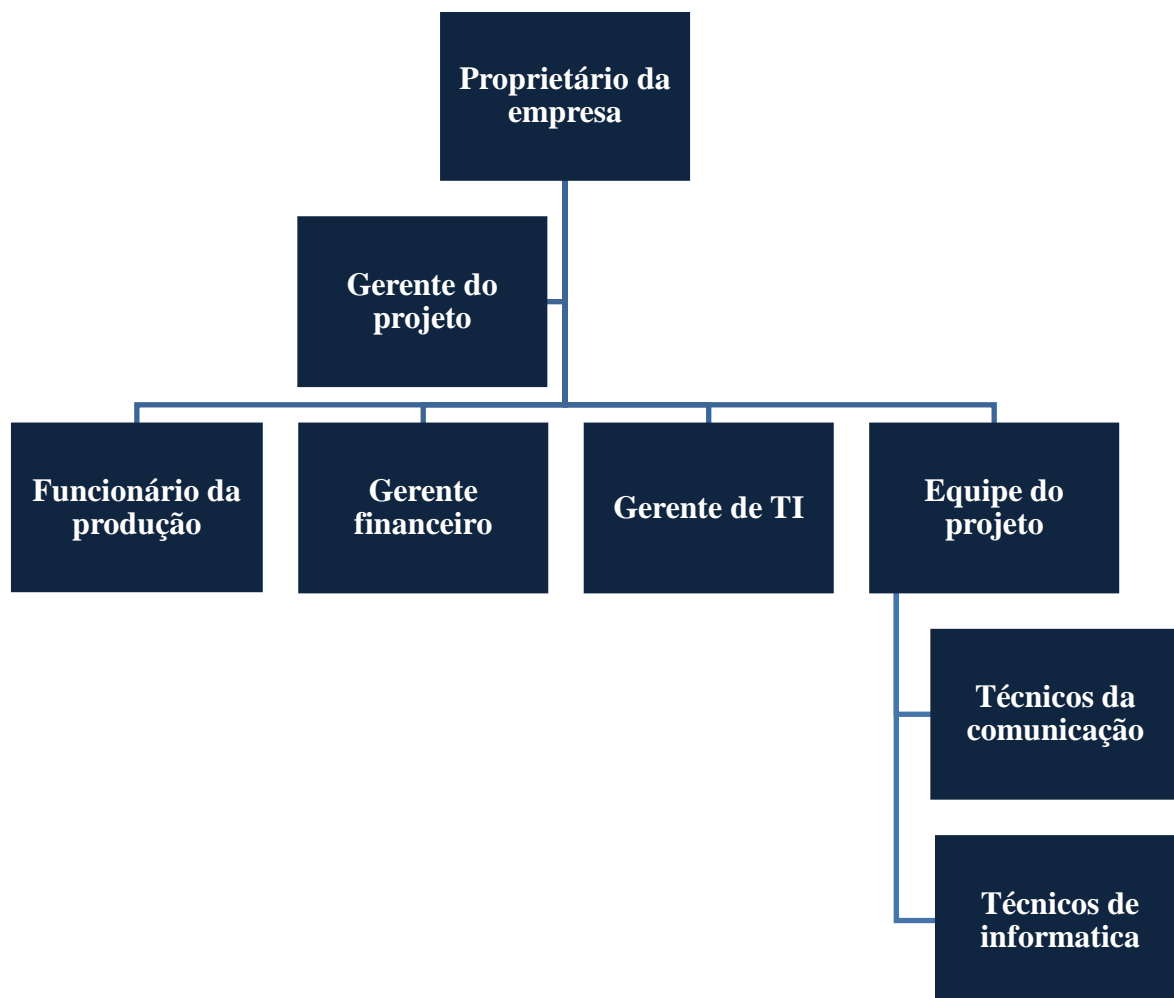 Proprietário da
empresa
Gerente do
projeto
Funcionário da
produção
Gerente
financeiro
Gerente de TI
Equipe do
projeto
Técnicos da
comunicação
Técnicos de
informatica